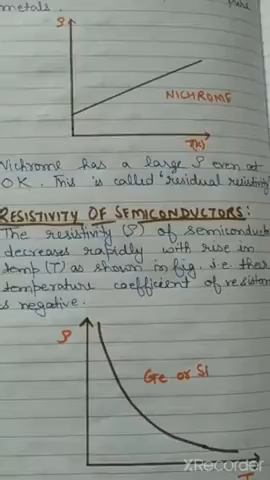 metals.
ρ
NICHROME
T(K)
Nichrome has a large ρ even at
0 K. This is called "residual resistivity
RESISTIVITY OF SEMICONDUCTORS:
The resistivity (ρ) of semiconduct
decreases rapidly with rise in
temp (T) as shown in fig. i.e. their
temperature coefficient of resistan
is negative.
ρ
Ge or Si
T
XRecorder